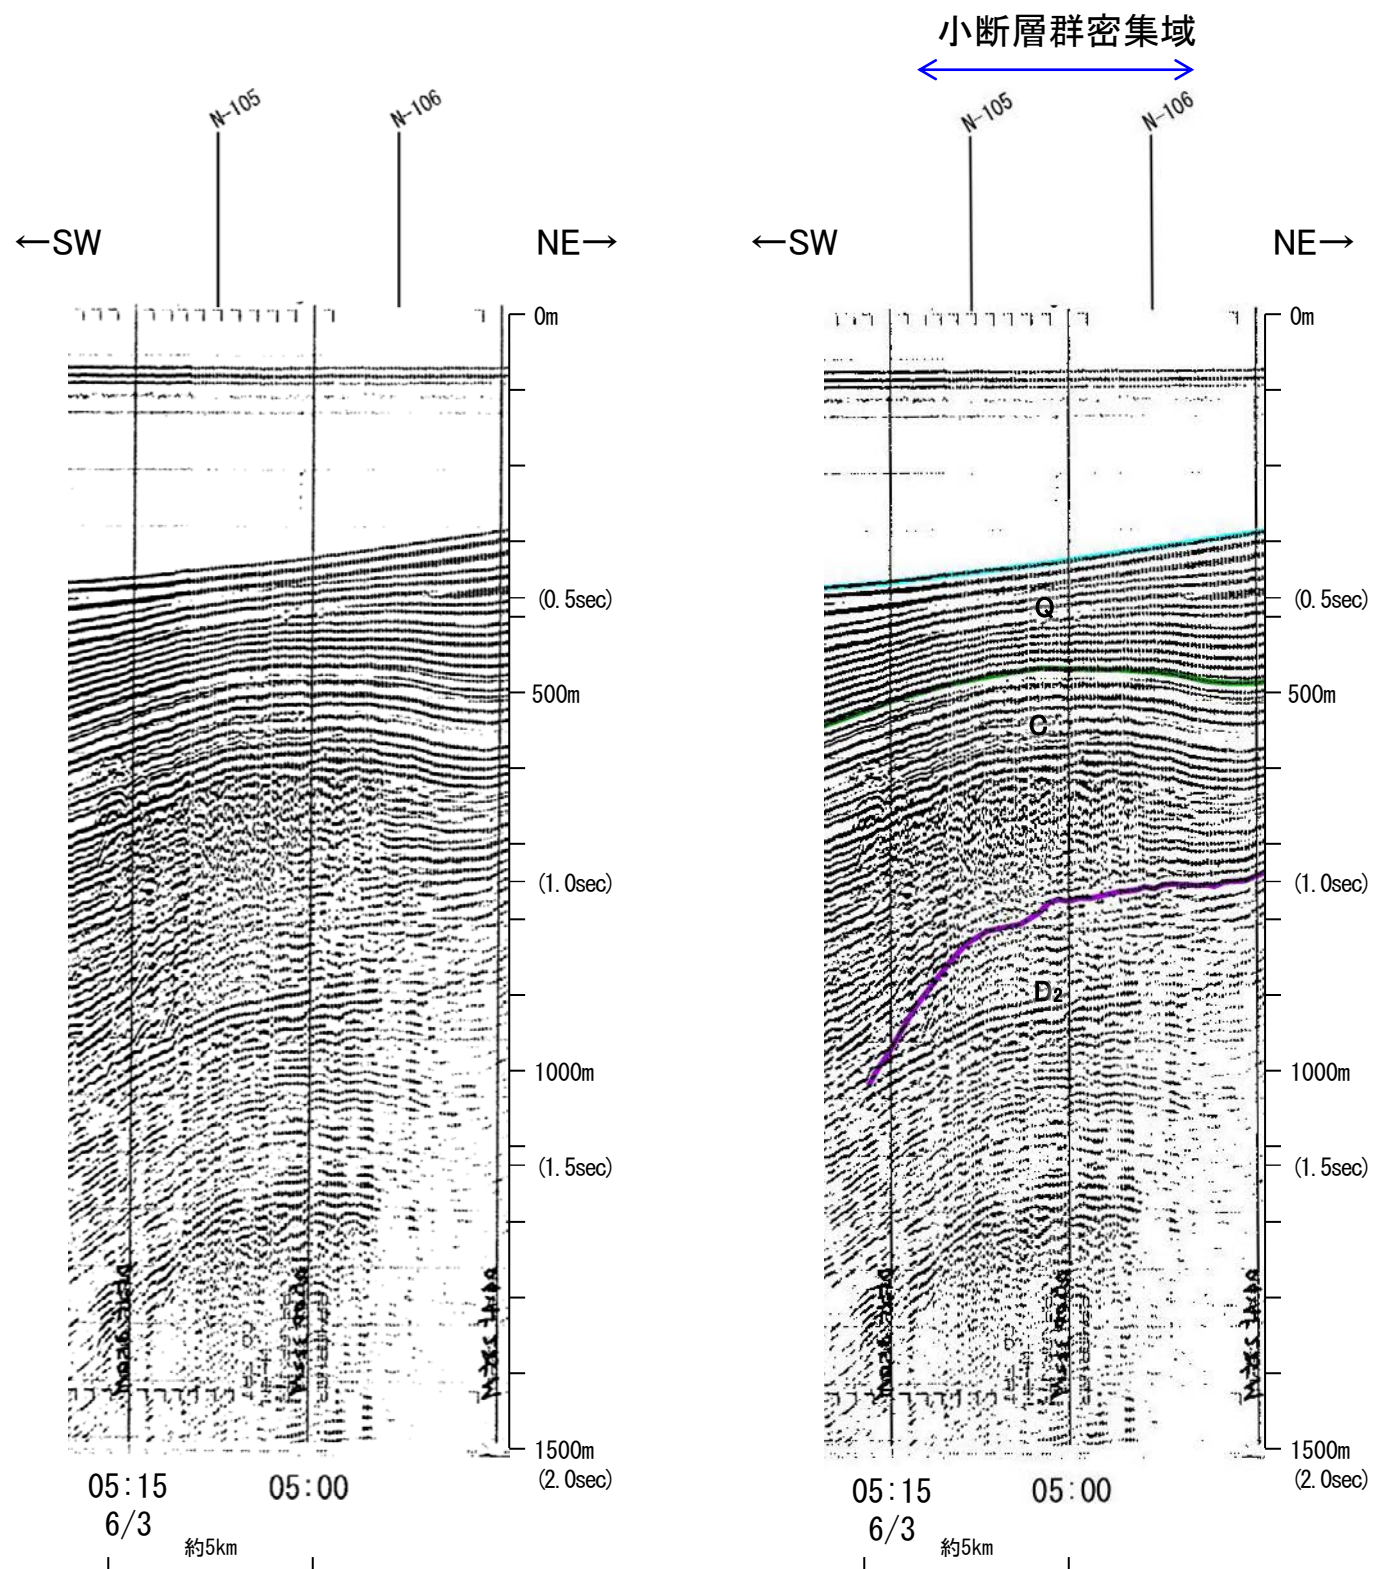 小断層群密集域
N-105
N-106
←SW
NE→
0m
(0.5sec)
500m
(1.0sec)
1000m
(1.5sec)
1500m
(2.0sec)
05:15
05:00
6/3
約5km
N-105
N-106
←SW
NE→
0m
(0.5sec)
Q
500m
C
(1.0sec)
D2
1000m
(1.5sec)
1500m
(2.0sec)
05:15
05:00
6/3
約5km